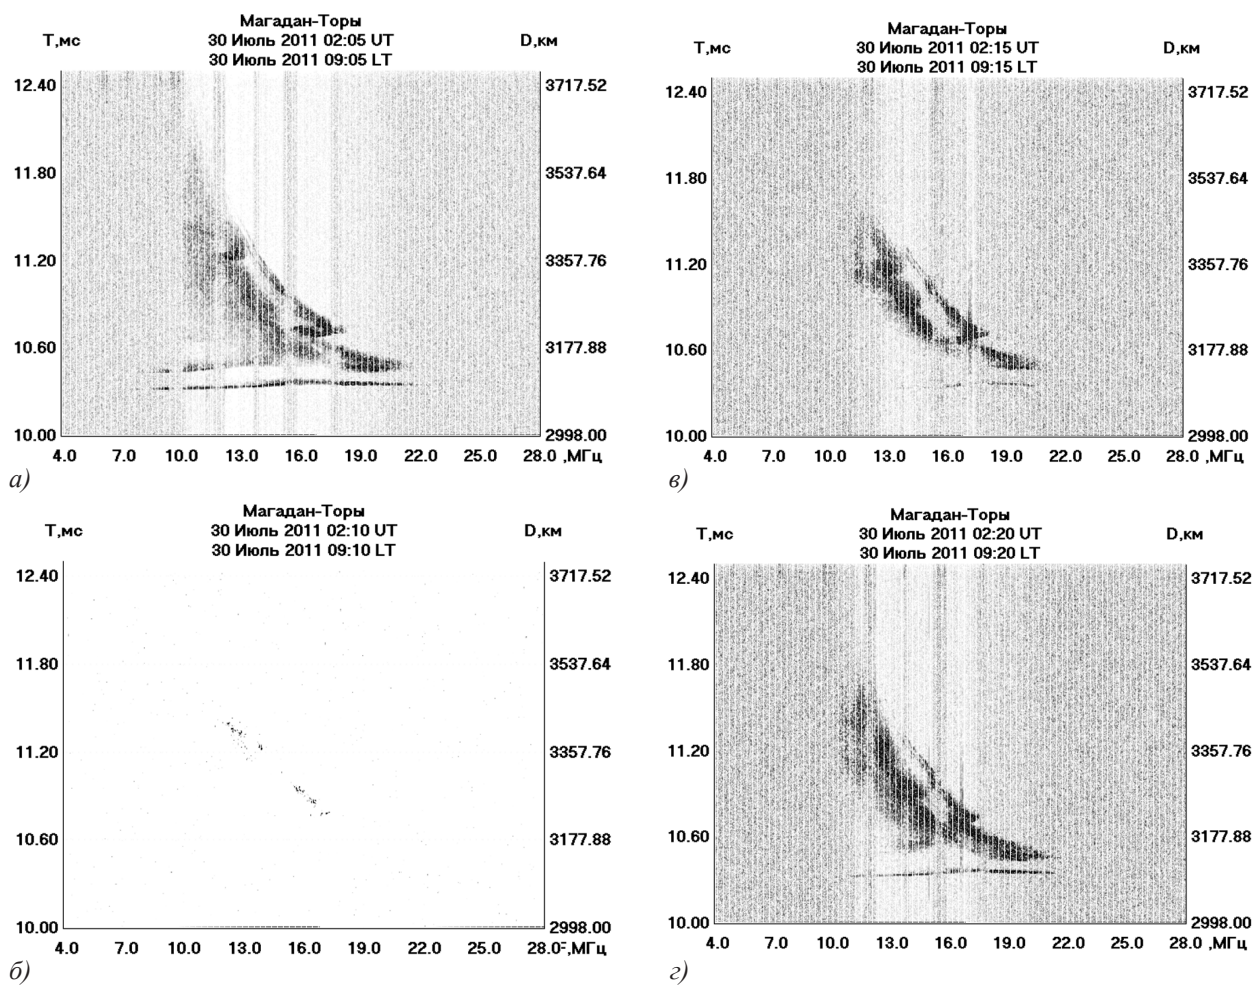 Магадан-Торы
Т,мс 30 Июль 2011 02:05 UT D,км
30 Июль 2011 09:05 LT
12.40 3717.52
11.80 3537.64
11.20 3357.76
10.60 3177.88
10.00 2998.00
4.0 7.0 10.0 13.0 16.0 19.0 22.0 25.0 28.0 ,МГц
а)
Магадан-Торы
Т,мс 30 Июль 2011 02:15 UT D,км
30 Июль 2011 09:15 LT
12.40 3717.52
11.80 3537.64
11.20 3357.76
10.60 3177.88
10.00 2998.00
4.0 7.0 10.0 13.0 16.0 19.0 22.0 25.0 28.0 ,МГц
в)
Магадан-Торы
Т,мс 30 Июль 2011 02:10 UT D,км
30 Июль 2011 09:10 LT
12.40 3717.52
11.80 3537.64
11.20 3357.76
10.60 3177.88
10.00 2998.00
4.0 7.0 10.0 13.0 16.0 19.0 22.0 25.0 28.0 ,МГц
б)
Магадан-Торы
Т,мс 30 Июль 2011 02:20 UT D,км
30 Июль 2011 09:20 LT
12.40 3717.52
11.80 3537.64
11.20 3357.76
10.60 3177.88
10.00 2998.00
4.0 7.0 10.0 13.0 16.0 19.0 22.0 25.0 28.0 ,МГц
г)